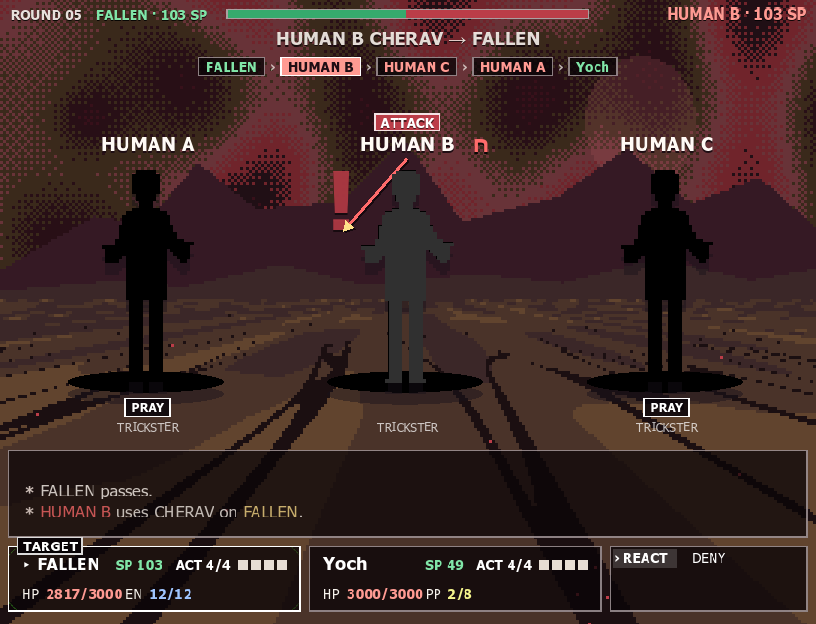 ROUND 05 FALLEN · 103 SP HUMAN B · 103 SP
HUMAN B CHERAV → FALLEN
FALLEN › HUMAN B › HUMAN C › HUMAN A › Yoch
ATTACK
HUMAN A HUMAN B ח HUMAN C
!
PRAY PRAY
TRICKSTER TRICKSTER TRICKSTER
* FALLEN passes.
* HUMAN B uses CHERAV on FALLEN.
TARGET
▸ FALLEN SP 103 ACT 4/4 Yoch SP 49 ACT 4/4 › REACT DENY
HP 2817/3000 EN 12/12 HP 3000/3000 PP 2/8